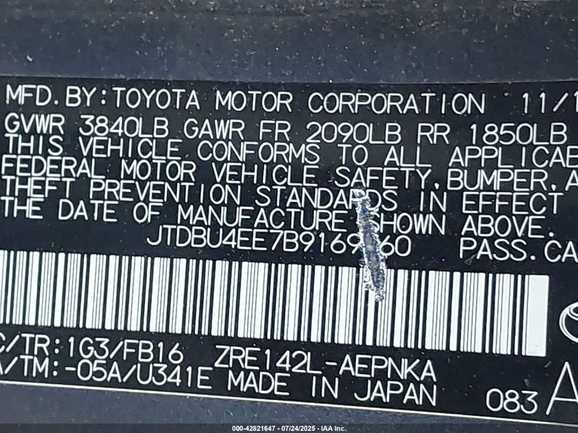 MFD. BY: TOYOTA MOTOR CORPORATION 11/1
GVWR 3840LB GAWR FR 2090LB RR 1850LB
THIS VEHICLE CONFORMS TO ALL APPLICAB
FEDERAL MOTOR VEHICLE SAFETY, BUMPER, A
THEFT PREVENTION STANDARDS IN EFFECT
THE DATE OF MANUFACTURE SHOWN ABOVE.
PASS. CA
C/TR: 1G3/FB16 ZRE142L-AEPNKA
A/TM: -05A/U341E MADE IN JAPAN 083 A
000-42821647 - 07/24/2025 - IAA Inc.